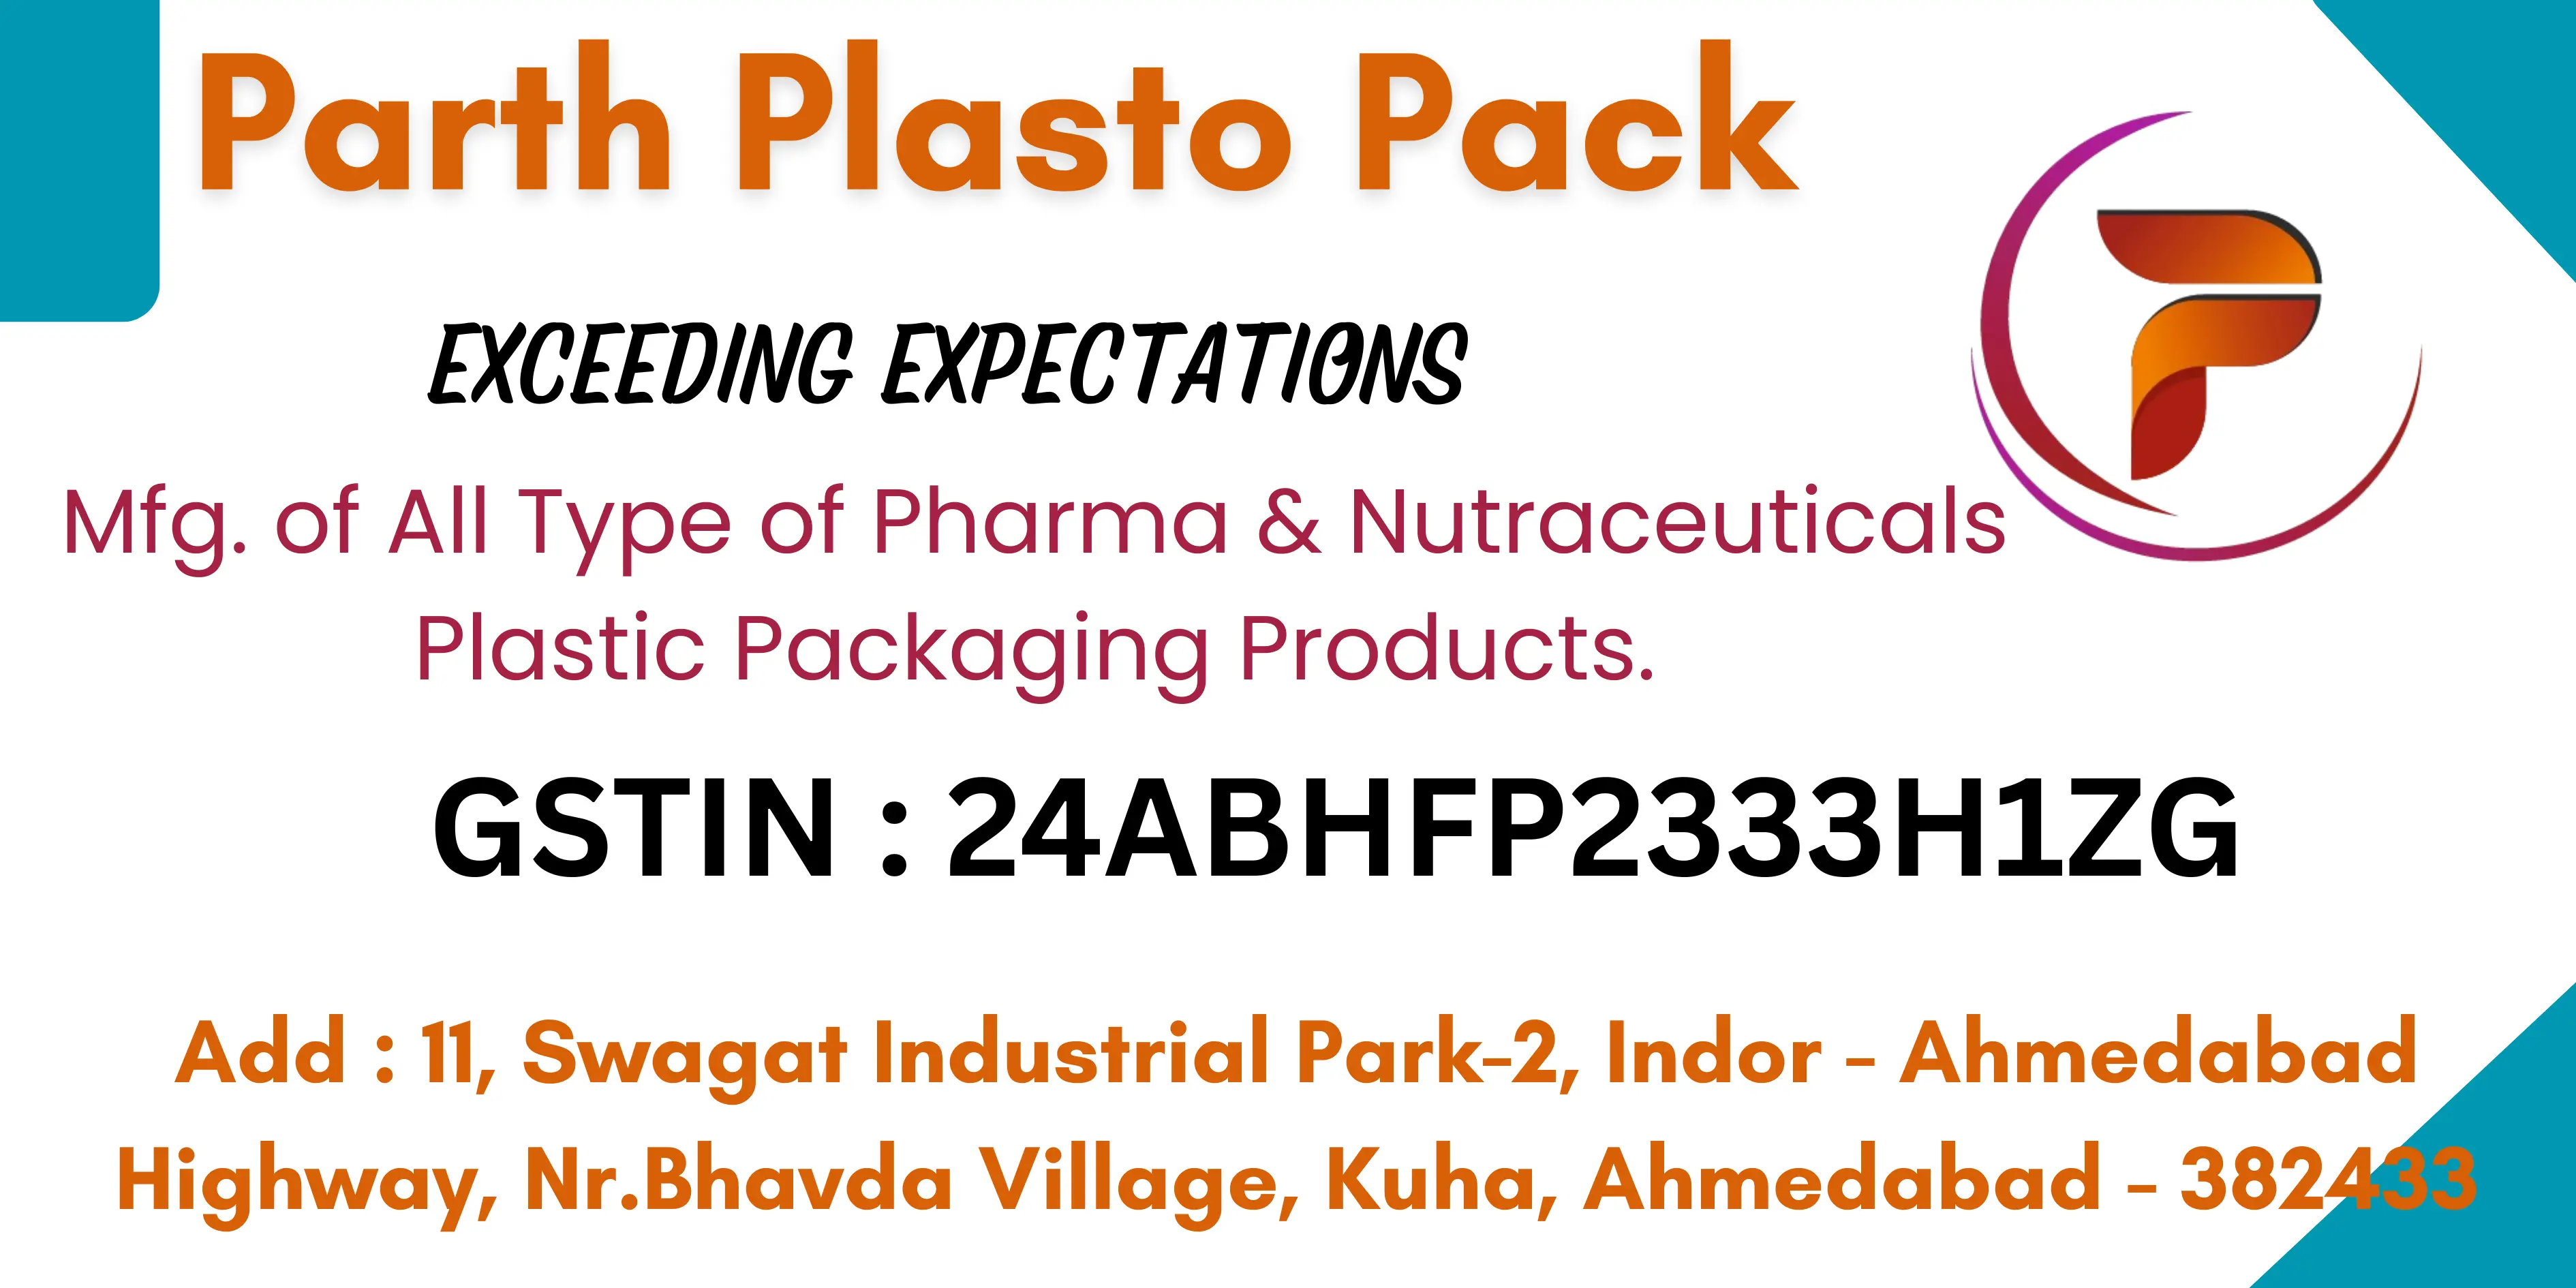 Parth Plasto Pack
EXCEEDING EXPECTATIONS
Mfg. of All Type of Pharma & Nutraceuticals
Plastic Packaging Products.
GSTIN : 24ABHFP2333H1ZG
Add : 11, Swagat Industrial Park-2, Indor - Ahmedabad
Highway, Nr.Bhavda Village, Kuha, Ahmedabad - 382433